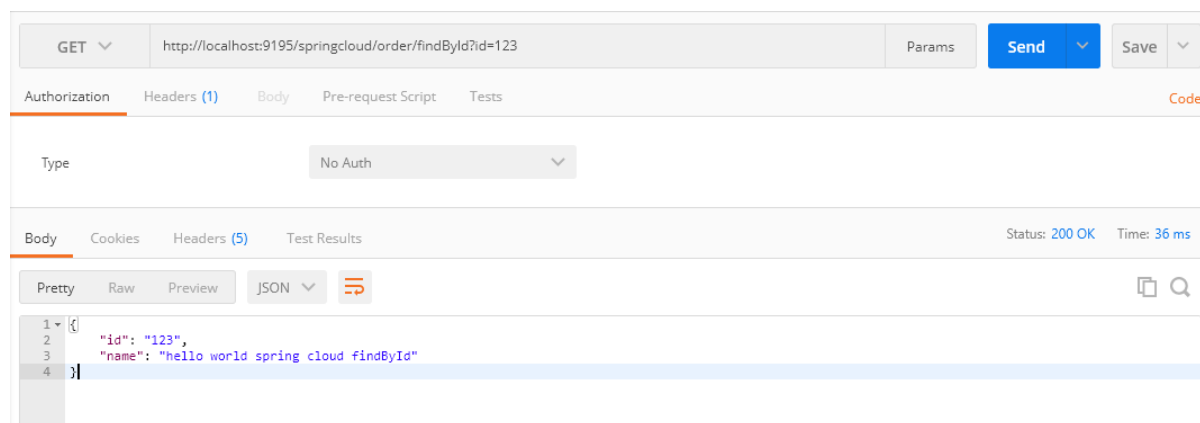 GET http://localhost:9195/springcloud/order/findById?id=123 Params Send Save
Authorization Headers (1) Body Pre-request Script Tests Code
Type No Auth
Body Cookies Headers (5) Test Results Status: 200 OK Time: 36 ms
Pretty Raw Preview JSON
1 {
2 "id": "123",
3 "name": "hello world spring cloud findById"
4 }